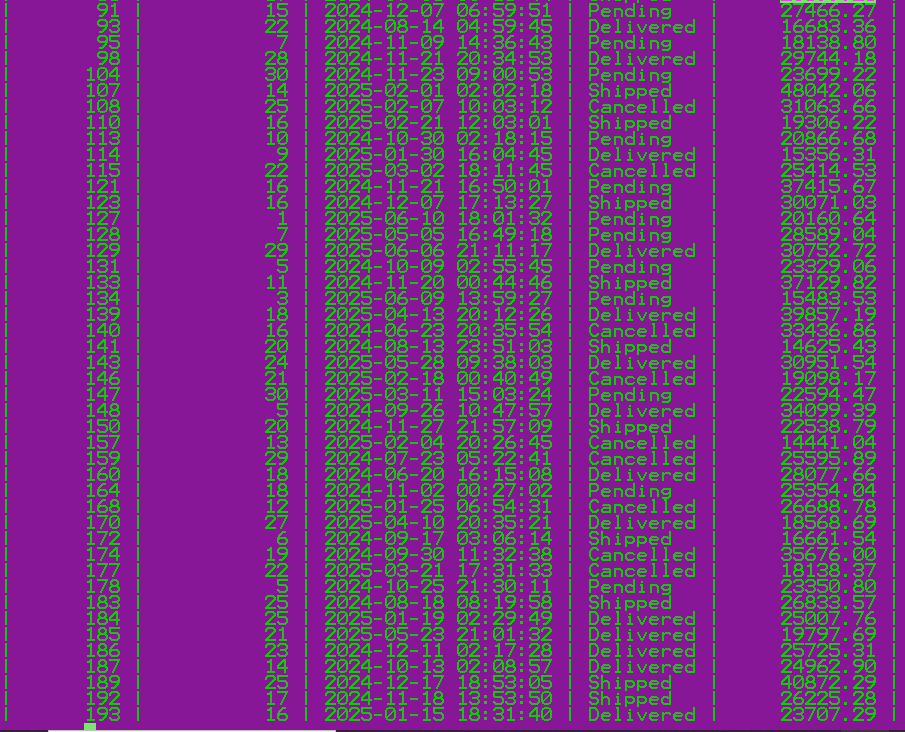 | 91 | 15 | 2024-12-07 06:59:51 | Pending | 27466.27 |
| 93 | 22 | 2024-08-14 04:59:45 | Delivered | 16683.36 |
| 95 | 7 | 2024-11-09 14:36:43 | Pending | 18138.80 |
| 98 | 28 | 2024-11-21 20:34:53 | Delivered | 29744.18 |
| 104 | 30 | 2024-11-23 09:00:53 | Pending | 23699.22 |
| 107 | 14 | 2025-02-01 02:02:18 | Shipped | 48042.06 |
| 108 | 25 | 2025-02-07 10:03:12 | Cancelled | 31063.66 |
| 110 | 16 | 2025-02-21 12:03:01 | Shipped | 19306.22 |
| 113 | 10 | 2024-10-30 02:18:15 | Pending | 20866.68 |
| 114 | 9 | 2025-01-30 16:04:45 | Delivered | 15356.31 |
| 115 | 22 | 2025-03-02 18:11:45 | Cancelled | 25414.53 |
| 121 | 16 | 2024-11-21 16:50:01 | Pending | 37415.67 |
| 123 | 16 | 2024-12-07 17:13:27 | Shipped | 30071.03 |
| 127 | 1 | 2025-06-10 18:01:32 | Pending | 20160.64 |
| 128 | 7 | 2025-05-05 16:49:18 | Pending | 28589.04 |
| 129 | 29 | 2025-06-06 21:11:17 | Delivered | 30752.72 |
| 131 | 5 | 2024-10-09 02:55:45 | Pending | 23329.06 |
| 133 | 11 | 2024-11-20 00:44:46 | Shipped | 37129.82 |
| 134 | 3 | 2025-06-09 13:59:27 | Pending | 15483.53 |
| 139 | 18 | 2025-04-13 20:12:26 | Delivered | 39857.19 |
| 140 | 16 | 2024-06-23 20:35:54 | Cancelled | 33436.86 |
| 141 | 20 | 2024-08-13 23:51:03 | Shipped | 14625.43 |
| 143 | 24 | 2025-05-28 09:38:03 | Delivered | 30951.54 |
| 146 | 21 | 2025-02-18 00:40:49 | Cancelled | 19098.17 |
| 147 | 30 | 2025-03-11 15:03:24 | Pending | 22594.47 |
| 148 | 5 | 2024-09-26 10:47:57 | Delivered | 34099.39 |
| 150 | 20 | 2024-11-27 21:57:09 | Shipped | 22538.79 |
| 157 | 13 | 2025-02-04 20:26:45 | Cancelled | 14441.04 |
| 159 | 29 | 2024-07-23 05:22:41 | Cancelled | 25595.89 |
| 160 | 18 | 2024-06-20 16:15:08 | Delivered | 28077.66 |
| 164 | 18 | 2024-11-02 00:27:02 | Pending | 25354.04 |
| 168 | 12 | 2025-01-25 06:54:31 | Cancelled | 26688.78 |
| 170 | 27 | 2025-04-10 20:35:21 | Delivered | 18568.69 |
| 172 | 6 | 2024-09-17 03:06:14 | Shipped | 16661.54 |
| 174 | 19 | 2024-09-30 11:32:38 | Cancelled | 35676.00 |
| 177 | 22 | 2025-03-21 17:31:33 | Cancelled | 18138.37 |
| 178 | 5 | 2024-10-25 21:30:11 | Pending | 23350.80 |
| 183 | 25 | 2024-08-18 08:19:58 | Shipped | 26833.57 |
| 184 | 25 | 2025-01-19 02:29:49 | Delivered | 25007.76 |
| 185 | 21 | 2025-05-23 21:01:32 | Delivered | 19797.69 |
| 186 | 23 | 2024-12-11 02:17:28 | Delivered | 25725.31 |
| 187 | 14 | 2024-10-13 02:08:57 | Delivered | 24962.90 |
| 189 | 25 | 2024-12-17 18:53:05 | Shipped | 40872.29 |
| 192 | 17 | 2024-11-18 13:53:50 | Shipped | 26225.28 |
| 193 | 16 | 2025-01-15 18:31:40 | Delivered | 23707.29 |